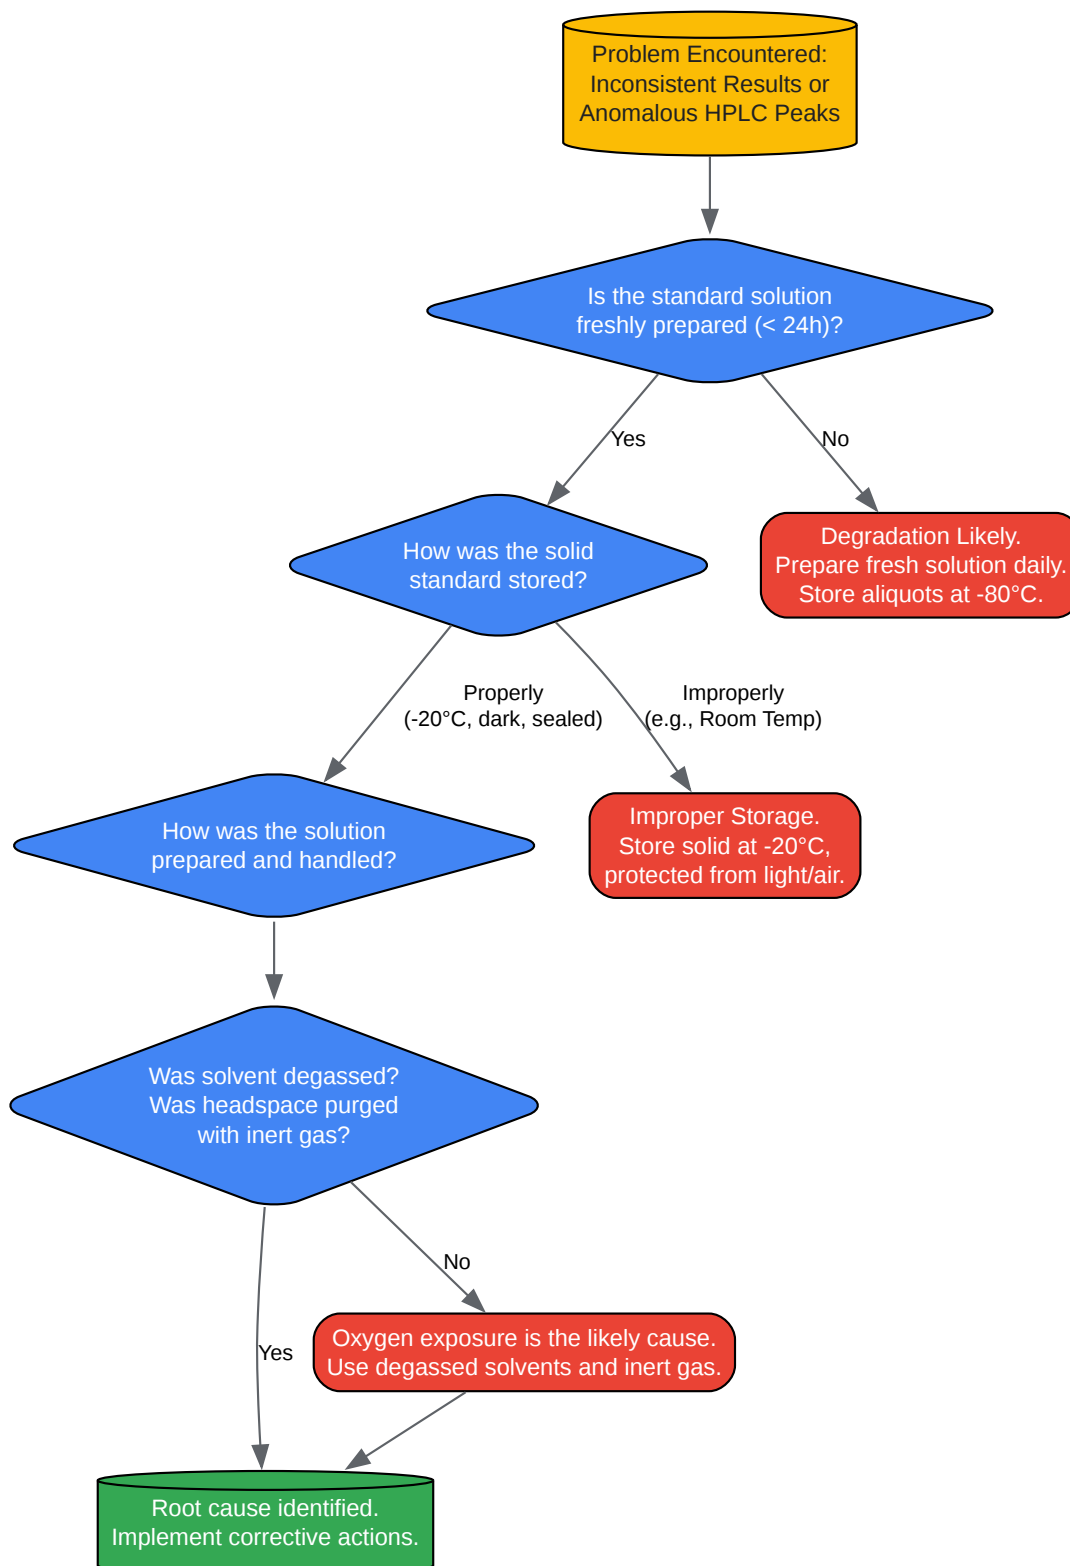 Problem Encountered:
Inconsistent Results or
Anomalous HPLC Peaks
Is the standard solution
freshly prepared (< 24h)?
Yes
No
How was the solid
standard stored?
Degradation Likely.
Prepare fresh solution daily.
Store aliquots at -80°C.
Properly
(-20°C, dark, sealed)
Improperly
(e.g., Room Temp)
How was the solution
prepared and handled?
Improper Storage.
Store solid at -20°C,
protected from light/air.
Was solvent degassed?
Was headspace purged
with inert gas?
No
Yes
Oxygen exposure is the likely cause.
Use degassed solvents and inert gas.
Root cause identified.
Implement corrective actions.